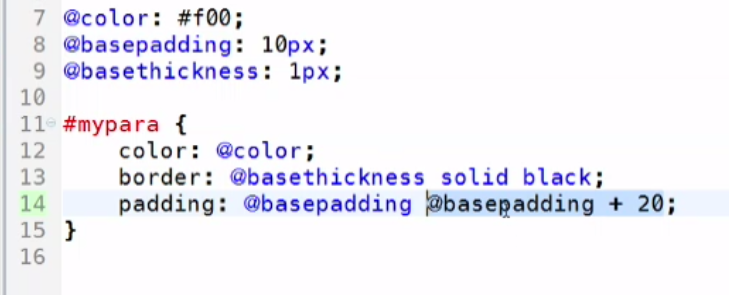 7 @color: #f00;
8 @basepadding: 10px;
9 @basethickness: 1px;
10
11 #mypara {
12 color: @color;
13 border: @basethickness solid black;
14 padding: @basepadding @basepadding + 20;
15 }
16